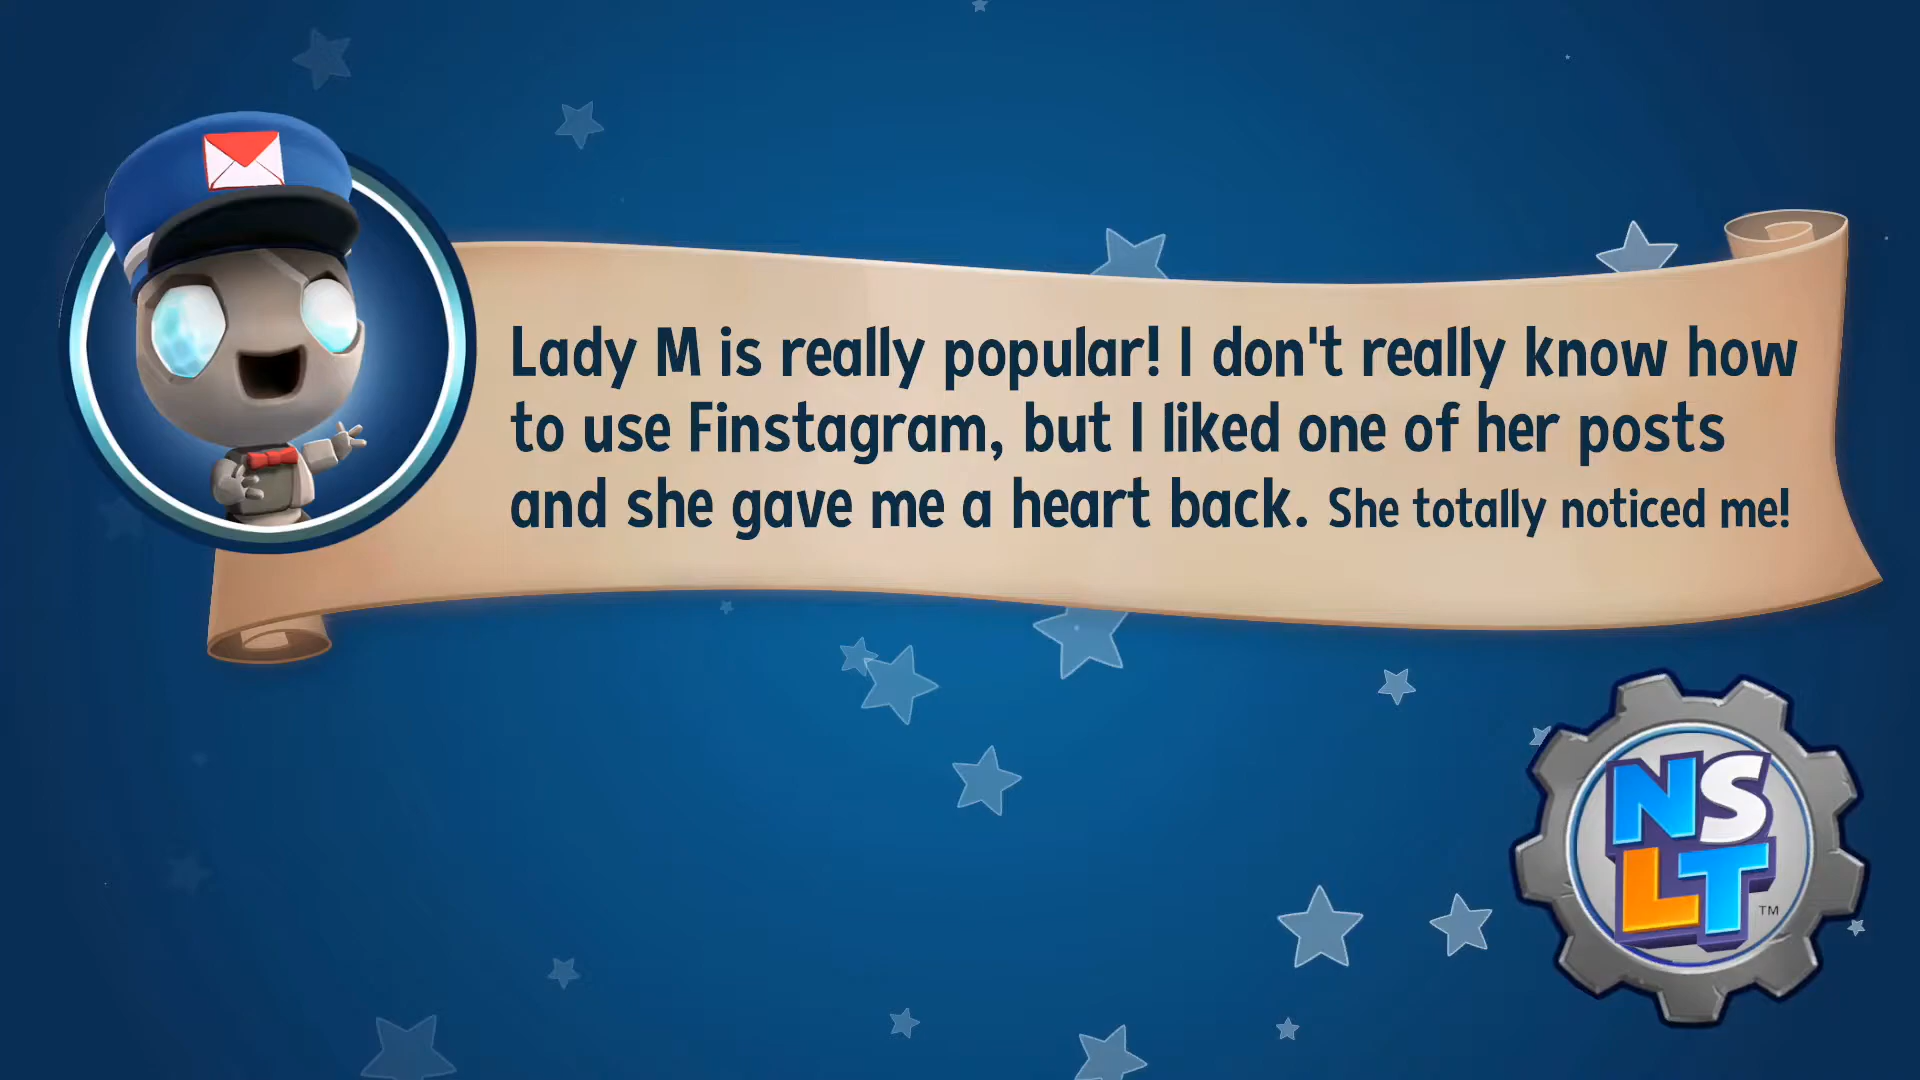 Lady M is really popular! I don't really know how
to use Finstagram, but I liked one of her posts
and she gave me a heart back. She totally noticed me!
NS
LT
TM